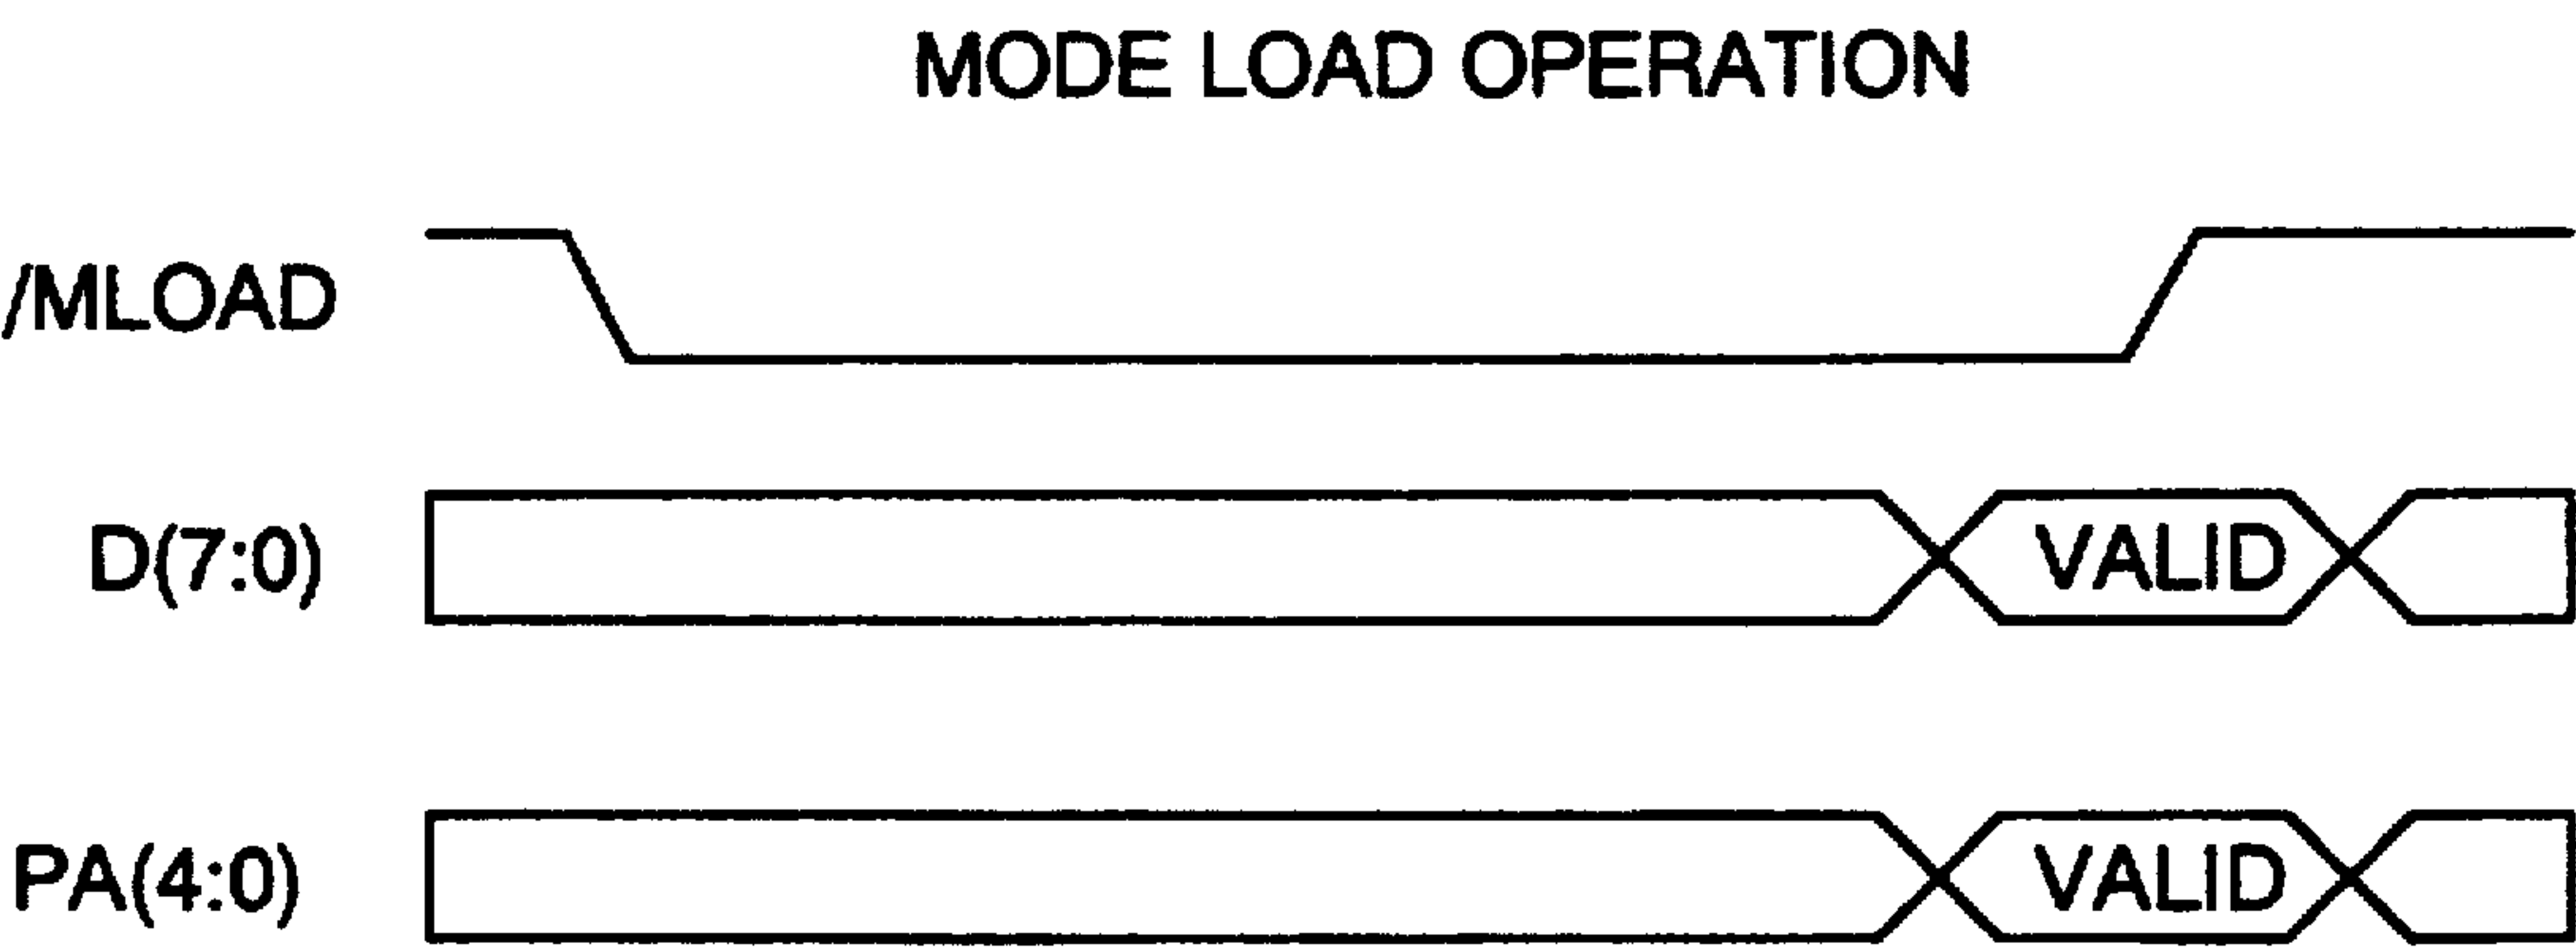 MODE LOAD OPERATION
/MLOAD
D(7:0) VALID
PA(4:0) VALID